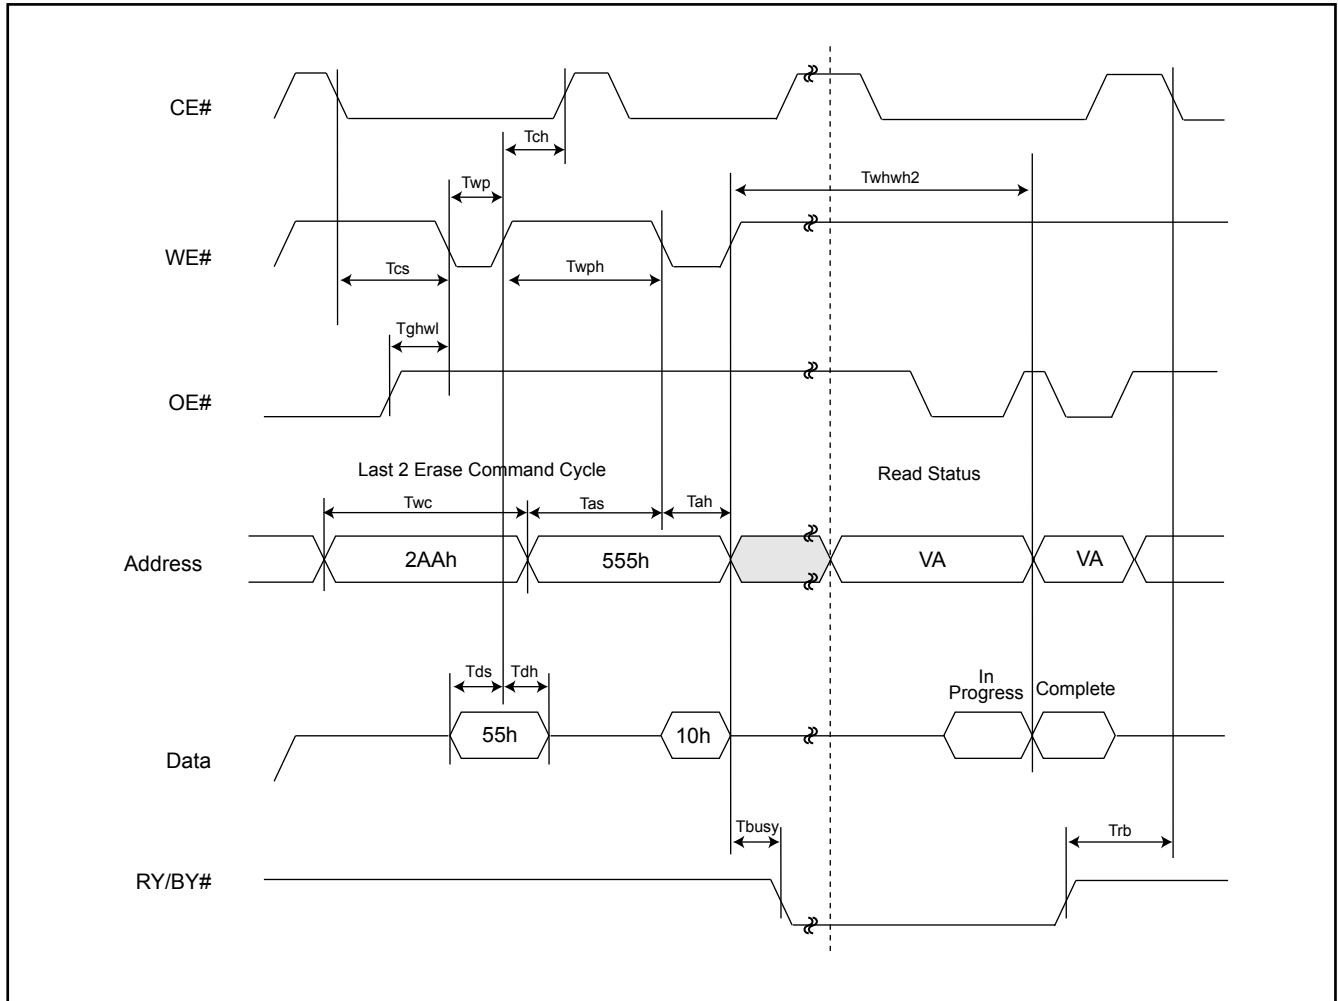 CE#
Tch
Twp
Twhwh2
WE#
Tcs
Twph
Tghwl
OE#
Last 2 Erase Command Cycle
Read Status
Twc
Tas
Tah
Address
2AAh
555h
VA
VA
Tds
Tdh
In
Progress
Complete
55h
10h
Data
Tbusy
Trb
RY/BY#